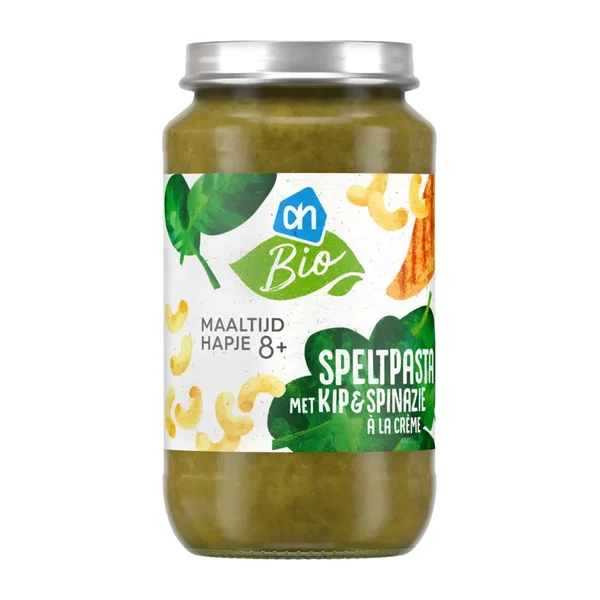 ah
Bio
MAALTIJD
HAPJE 8+
SPELTPASTA
MET KIP & SPINAZIE
À LA CRÈME